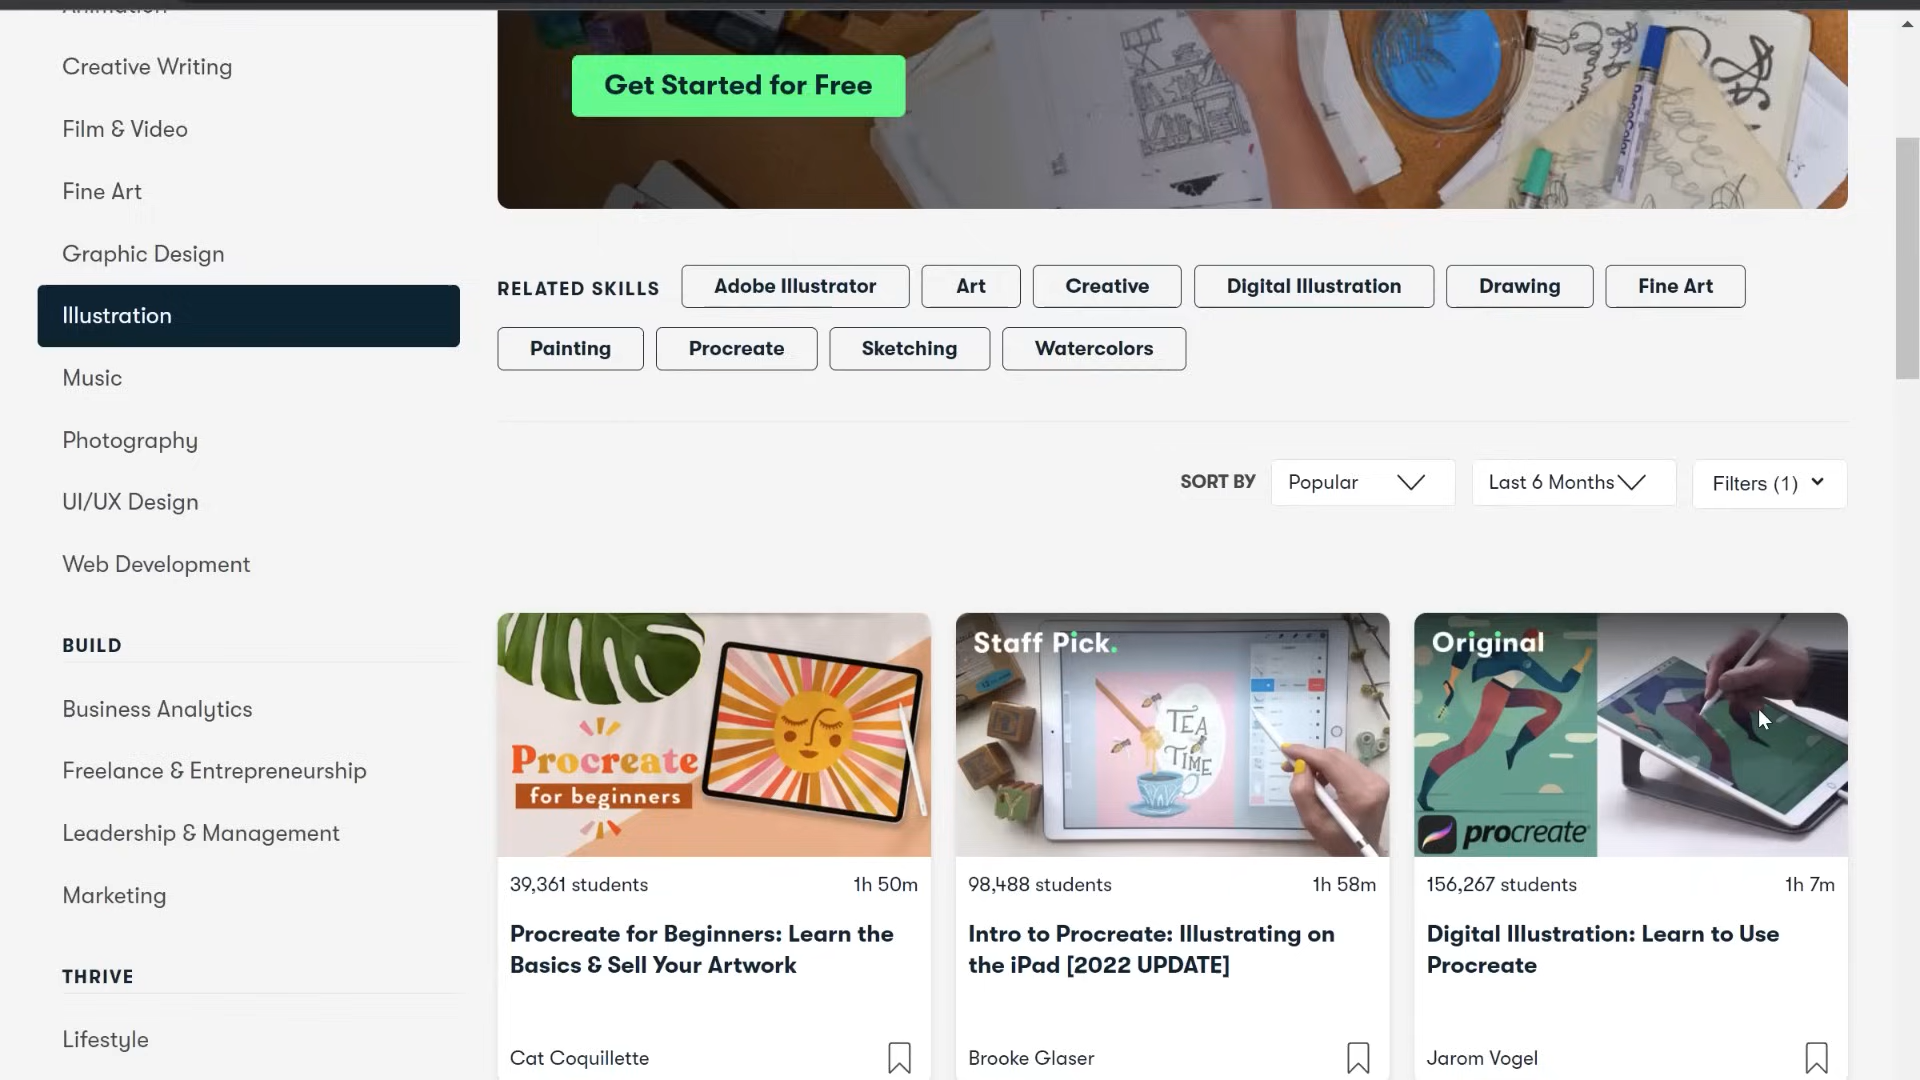 Animation
Creative Writing
Film & Video
Fine Art
Graphic Design
Illustration
Music
Photography
UI/UX Design
Web Development
BUILD
Business Analytics
Freelance & Entrepreneurship
Leadership & Management
Marketing
THRIVE
Lifestyle
Get Started for Free
RELATED SKILLS Adobe Illustrator Art Creative Digital Illustration Drawing Fine Art
Painting Procreate Sketching Watercolors
SORT BY Popular Last 6 Months Filters (1)
Procreate
for beginners
39,361 students 1h 50m
Procreate for Beginners: Learn the
Basics & Sell Your Artwork
Cat Coquillette
Staff Pick.
TEA
TIME
98,488 students 1h 58m
Intro to Procreate: Illustrating on
the iPad [2022 UPDATE]
Brooke Glaser
Original
procreate
156,267 students 1h 7m
Digital Illustration: Learn to Use
Procreate
Jarom Vogel